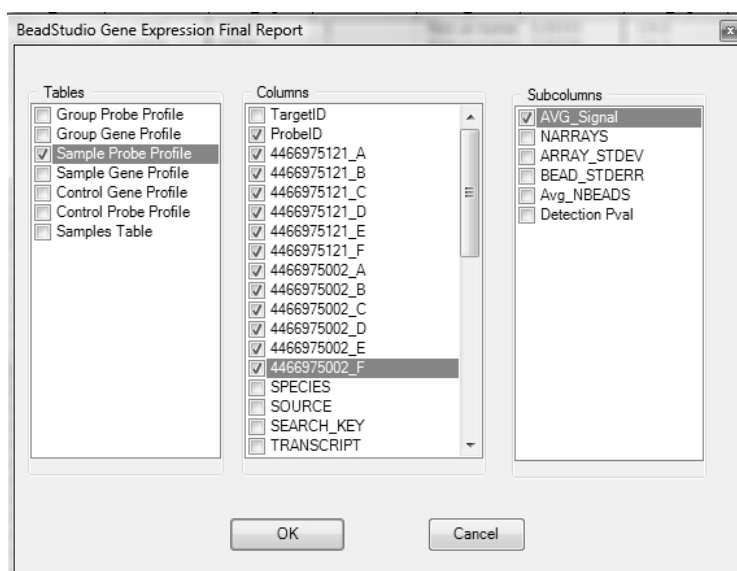 BeadStudio Gene Expression Final Report
Tables
Group Probe Profile
Group Gene Profile
Sample Probe Profile
Sample Gene Profile
Control Gene Profile
Control Probe Profile
Samples Table
Columns
TargetID
ProbeID
4466975121_A
4466975121_B
4466975121_C
4466975121_D
4466975121_E
4466975121_F
4466975002_A
4466975002_B
4466975002_C
4466975002_D
4466975002_E
4466975002_F
SPECIES
SOURCE
SEARCH_KEY
TRANSCRIPT
Subcolumns
AVG_Signal
NARRAYS
ARRAY_STDEV
BEAD_STDERR
Avg_NBEADS
Detection Pval
OK
Cancel